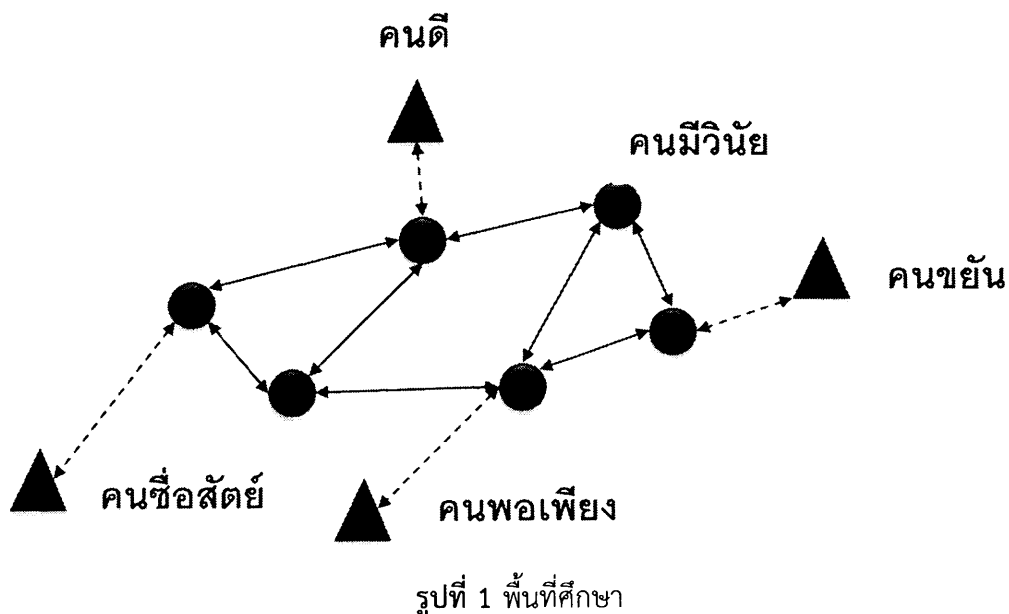 คนดี
คนมีวินัย
คนขยัน
คนซื่อสัตย์
คนพอเพียง
รูปที่ 1 พื้นที่ศึกษา